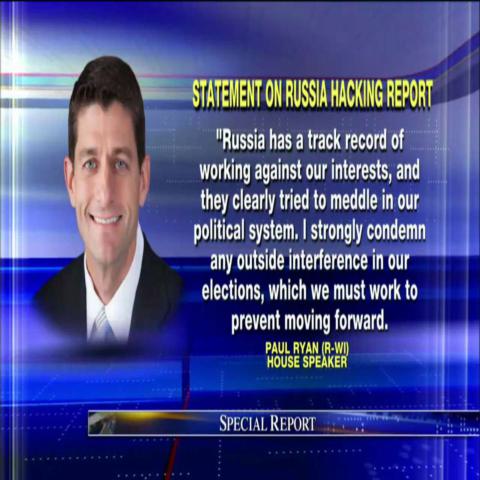 STATEMENT ON RUSSIA HACKING REPORT
"Russia has a track record of
working against our interests, and
they clearly tried to meddle in our
political system. I strongly condemn
any outside interference in our
elections, which we must work to
prevent moving forward.
PAUL RYAN (R-WI)
HOUSE SPEAKER
SPECIAL REPORT